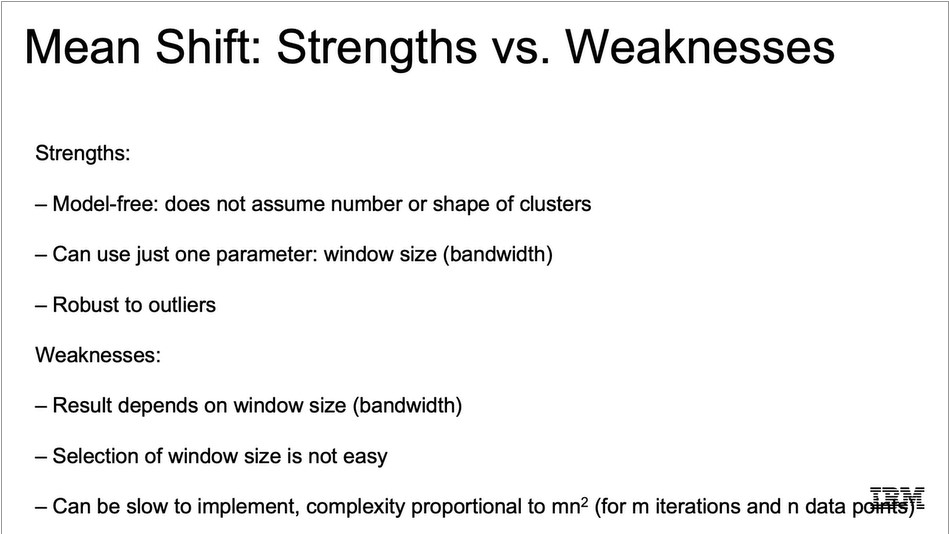 Mean Shift: Strengths vs. Weaknesses
Strengths:
– Model-free: does not assume number or shape of clusters
– Can use just one parameter: window size (bandwidth)
– Robust to outliers
Weaknesses:
– Result depends on window size (bandwidth)
– Selection of window size is not easy
– Can be slow to implement, complexity proportional to mn² (for m iterations and n data points)
IBM